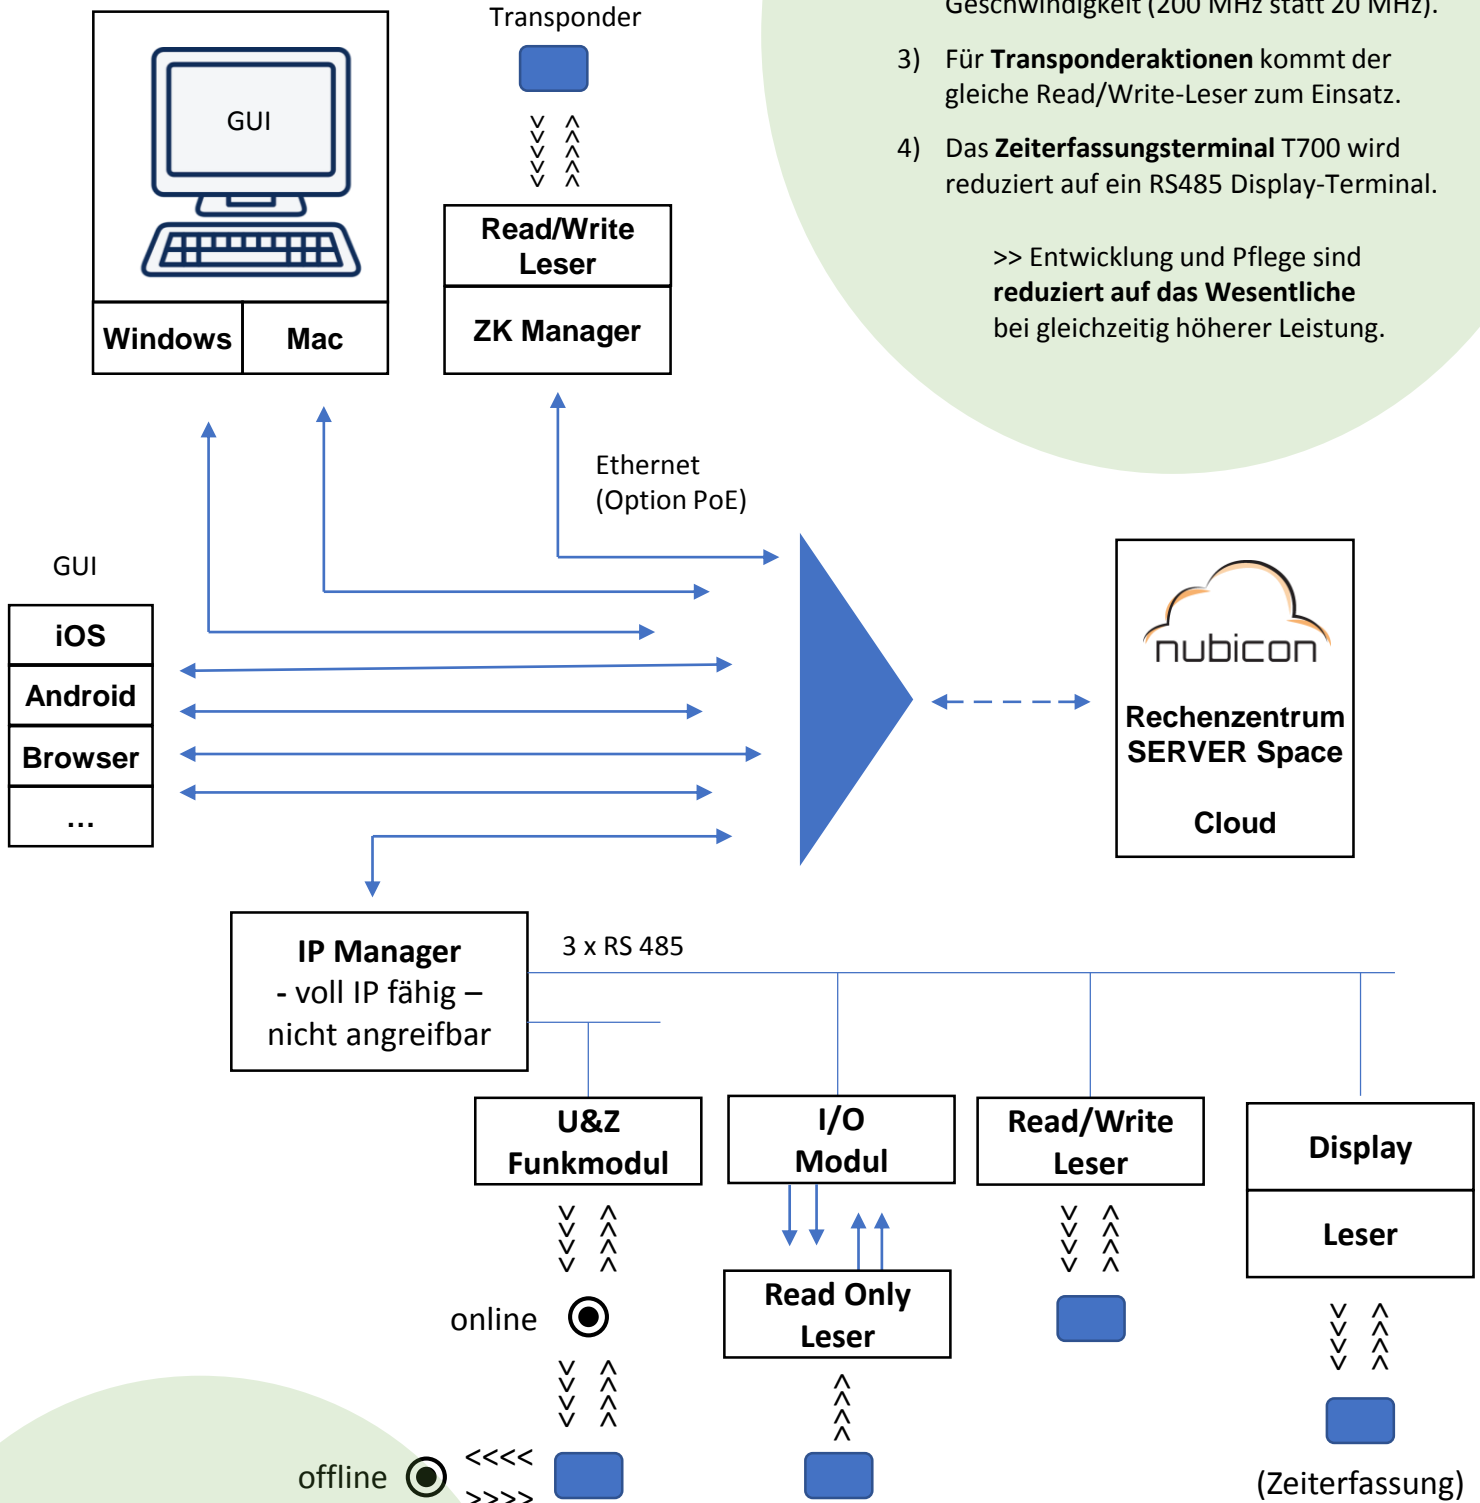 Transponder
GUI
Read/Write
Leser
ZK Manager
Windows
Mac
Geschwindigkeit (200 MHz statt 20 MHz).
3) Für Transponderaktionen kommt der
gleiche Read/Write-Leser zum Einsatz.
4) Das Zeiterfassungsterminal T700 wird
reduziert auf ein RS485 Display-Terminal.
>> Entwicklung und Pflege sind
reduziert auf das Wesentliche
bei gleichzeitig höherer Leistung.
Ethernet
(Option PoE)
GUI
iOS
Android
Browser
...
nubicon
Rechenzentrum
SERVER Space
Cloud
IP Manager
- voll IP fähig –
nicht angreifbar
3 x RS 485
U&Z
Funkmodul
I/O
Modul
Read/Write
Leser
Display
Leser
Read Only
Leser
online
offline
<<<<
>>>>
(Zeiterfassung)